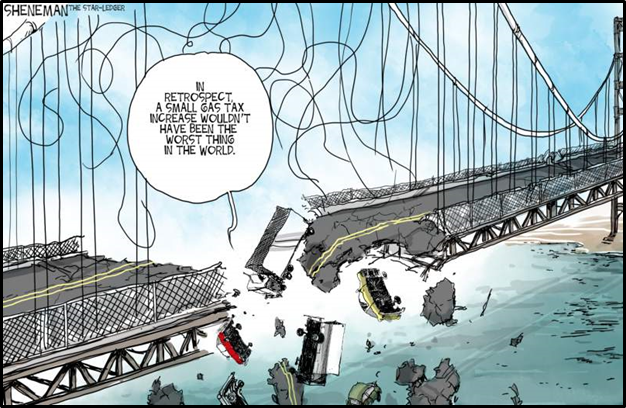 SHENEMAN THE STAR-LEDGER
IN
RETROSPECT,
A SMALL GAS TAX
INCREASE WOULDN'T
HAVE BEEN THE
WORST THING
IN THE WORLD.